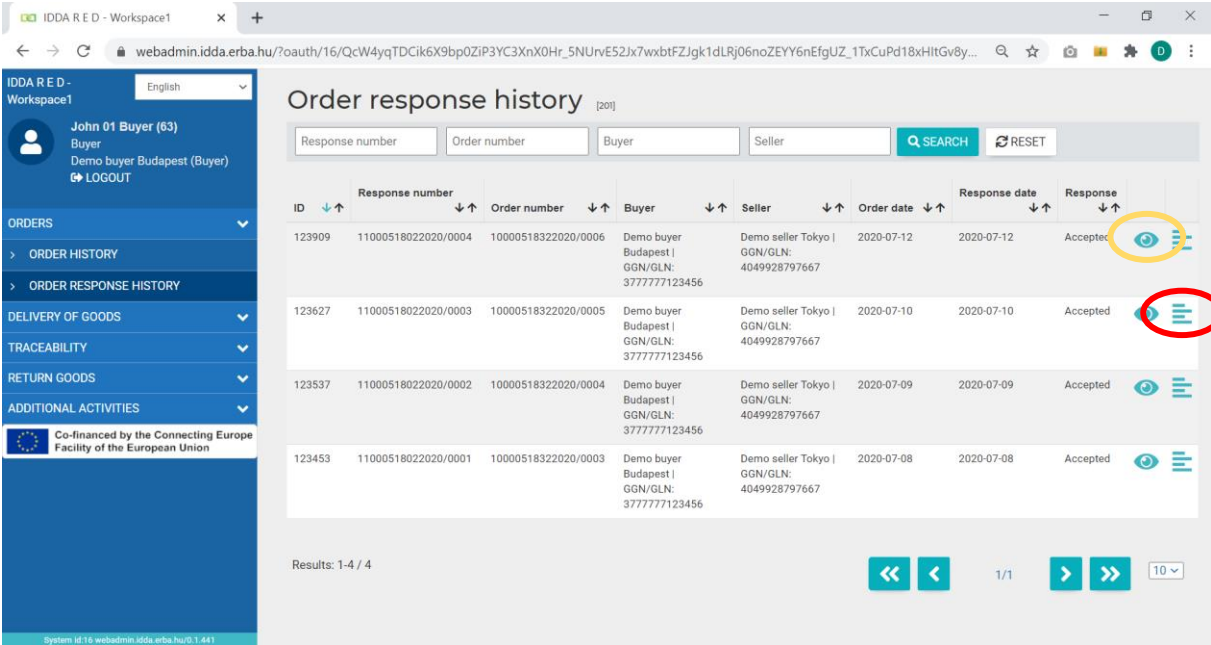 IDDA R E D - Workspace1
webadmin.idda.erba.hu/?oauth/16/QcW4yqTDCik6X9bp0ZiP3YC3XnX0Hr_5NUrvE52Jx7wxbtFZJgk1dLRj06noZEYY6nEfgUZ_1TxCuPd18xHItGv8y...
D
IDDA R E D -
Workspace1
English
John 01 Buyer (63)
Buyer
Demo buyer Budapest (Buyer)
LOGOUT
ORDERS
> ORDER HISTORY
> ORDER RESPONSE HISTORY
DELIVERY OF GOODS
TRACEABILITY
RETURN GOODS
ADDITIONAL ACTIVITIES
Co-financed by the Connecting Europe
Facility of the European Union
System id:16 webadmin.idda.erba.hu/0.1.441
Order response history [201]
Response number Order number Buyer Seller SEARCH RESET
ID Response number Order number Buyer Seller Order date Response date Response
123909 11000518022020/0004 10000518322020/0006 Demo buyer Demo seller Tokyo | 2020-07-12 2020-07-12 Accepted
Budapest | GGN/GLN:
GGN/GLN: 4049928797667
3777777123456
123627 11000518022020/0003 10000518322020/0005 Demo buyer Demo seller Tokyo | 2020-07-10 2020-07-10 Accepted
Budapest | GGN/GLN:
GGN/GLN: 4049928797667
3777777123456
123537 11000518022020/0002 10000518322020/0004 Demo buyer Demo seller Tokyo | 2020-07-09 2020-07-09 Accepted
Budapest | GGN/GLN:
GGN/GLN: 4049928797667
3777777123456
123453 11000518022020/0001 10000518322020/0003 Demo buyer Demo seller Tokyo | 2020-07-08 2020-07-08 Accepted
Budapest | GGN/GLN:
GGN/GLN: 4049928797667
3777777123456
Results: 1-4 / 4
1/1
10